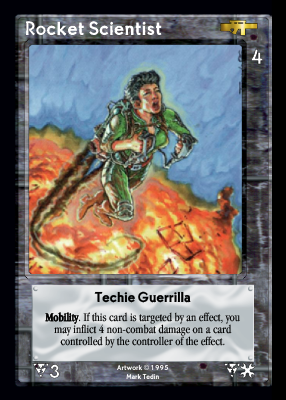 Rocket Scientist
4
Techie Guerrilla
Mobility. If this card is targeted by an effect, you
may inflict 4 non-combat damage on a card
controlled by the controller of the effect.
3
Artwork © 1995
Mark Tedin